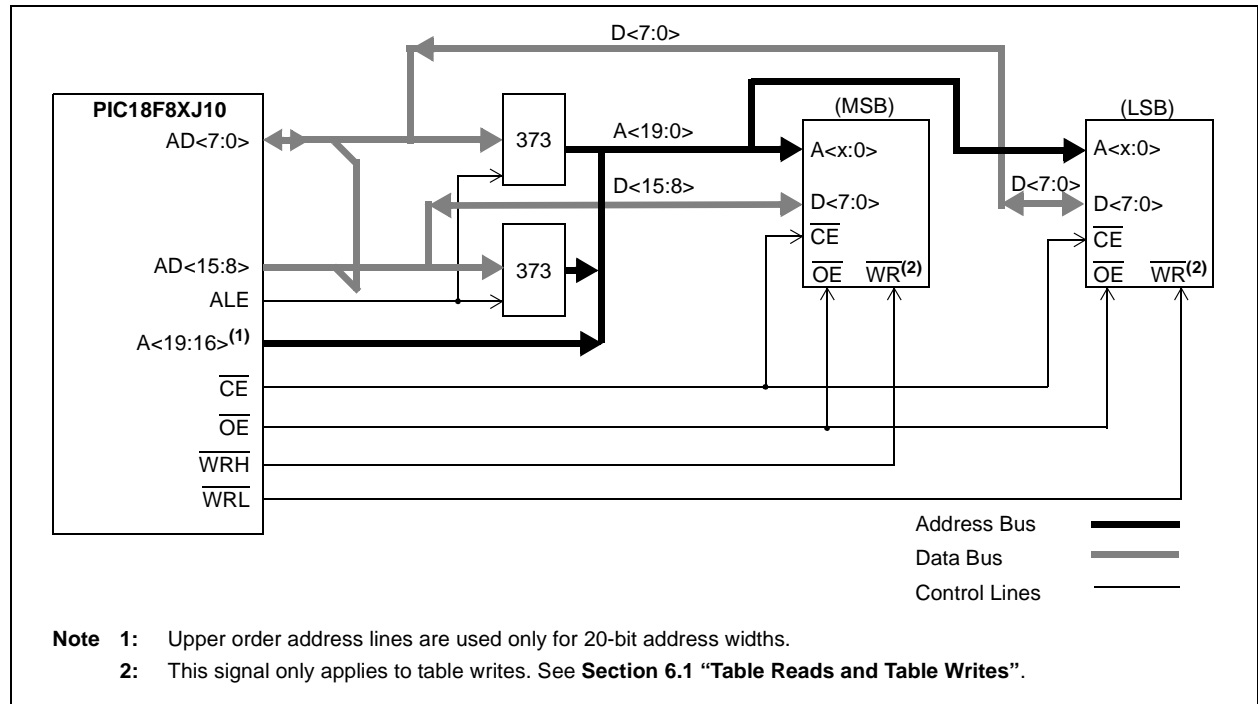 D<7:0>
PIC18F8XJ10
AD<7:0>
373
A<19:0>
(MSB)
A<x:0>
(LSB)
A<x:0>
D<15:8>
D<7:0>
D<7:0>
D<7:0>
CE
CE
AD<15:8>
373
OE WR(2)
OE WR(2)
ALE
A<19:16>(1)
CE
OE
WRH
WRL
Address Bus
Data Bus
Control Lines
Note 1: Upper order address lines are used only for 20-bit address widths.
2: This signal only applies to table writes. See Section 6.1 “Table Reads and Table Writes”.